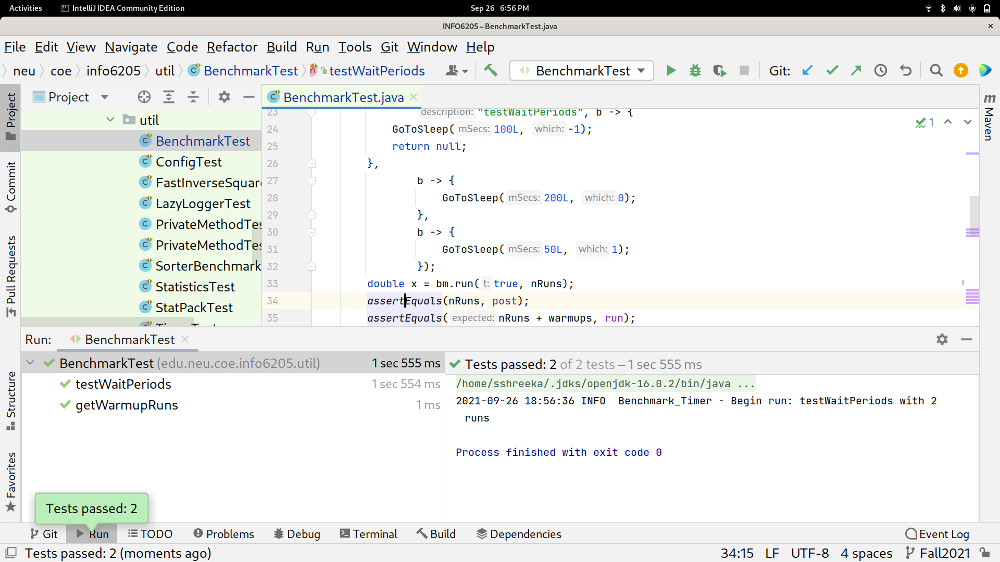 Activities IntelliJ IDEA Community Edition Sep 26 6:56 PM
INFO6205 – BenchmarkTest.java ×
File Edit View Navigate Code Refactor Build Run Tools Git Window Help
neu coe info6205 util BenchmarkTest testWaitPeriods BenchmarkTest Git:
Project BenchmarkTest.java
Project
Commit
Pull Requests
Structure
Favorites
m Maven
util
BenchmarkTest
ConfigTest
FastInverseSquar
LazyLoggerTest
PrivateMethodTes
PrivateMethodTes
SorterBenchmark
StatisticsTest
StatPackTest
23 description: "testWaitPeriods", b -> {
24 GoToSleep( mSecs: 100L, which: -1);
25 return null;
26 },
27 b -> {
28 GoToSleep( mSecs: 200L, which: 0);
29 },
30 b -> {
31 GoToSleep( mSecs: 50L, which: 1);
32 });
33 double x = bm.run( t: true, nRuns);
34 assertEquals(nRuns, post);
35 assertEquals( expected: nRuns + warmups, run);
1
Run: BenchmarkTest
BenchmarkTest (edu.neu.coe.info6205.util) 1 sec 555 ms
testWaitPeriods 1 sec 554 ms
getWarmupRuns 1 ms
Tests passed: 2 of 2 tests – 1 sec 555 ms
/home/sshreeka/.jdks/openjdk-16.0.2/bin/java ...
2021-09-26 18:56:36 INFO  Benchmark_Timer - Begin run: testWaitPeriods with 2
runs
Process finished with exit code 0
Tests passed: 2
Git Run TODO Problems Debug Terminal Build Dependencies Event Log
Tests passed: 2 (moments ago) 34:15 LF UTF-8 4 spaces Fall2021